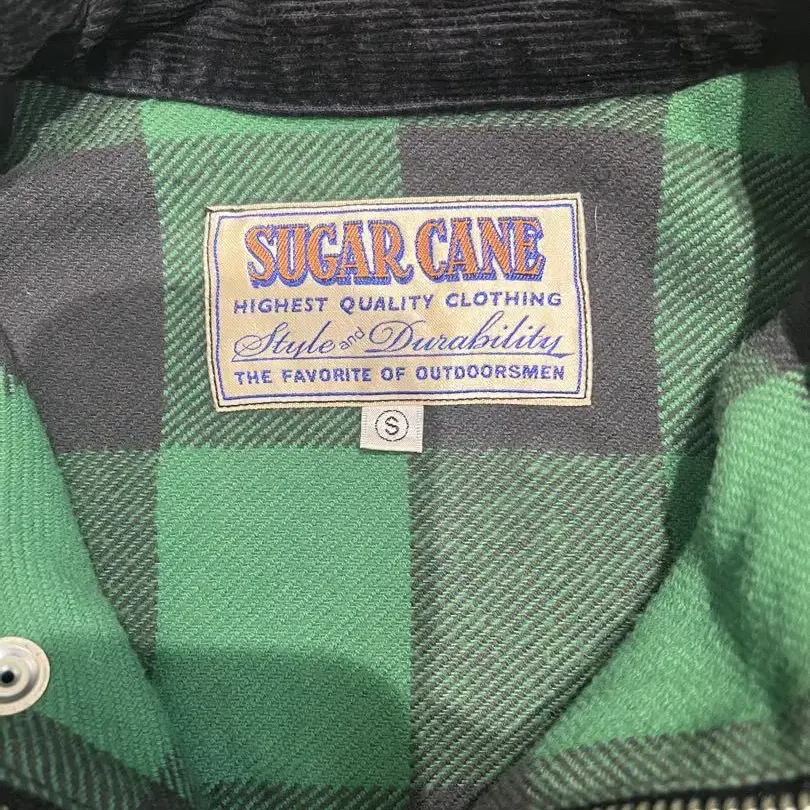 SUGAR CANE
HIGHEST QUALITY CLOTHING
Style and Durability
THE FAVORITE OF OUTDOORSMEN
S